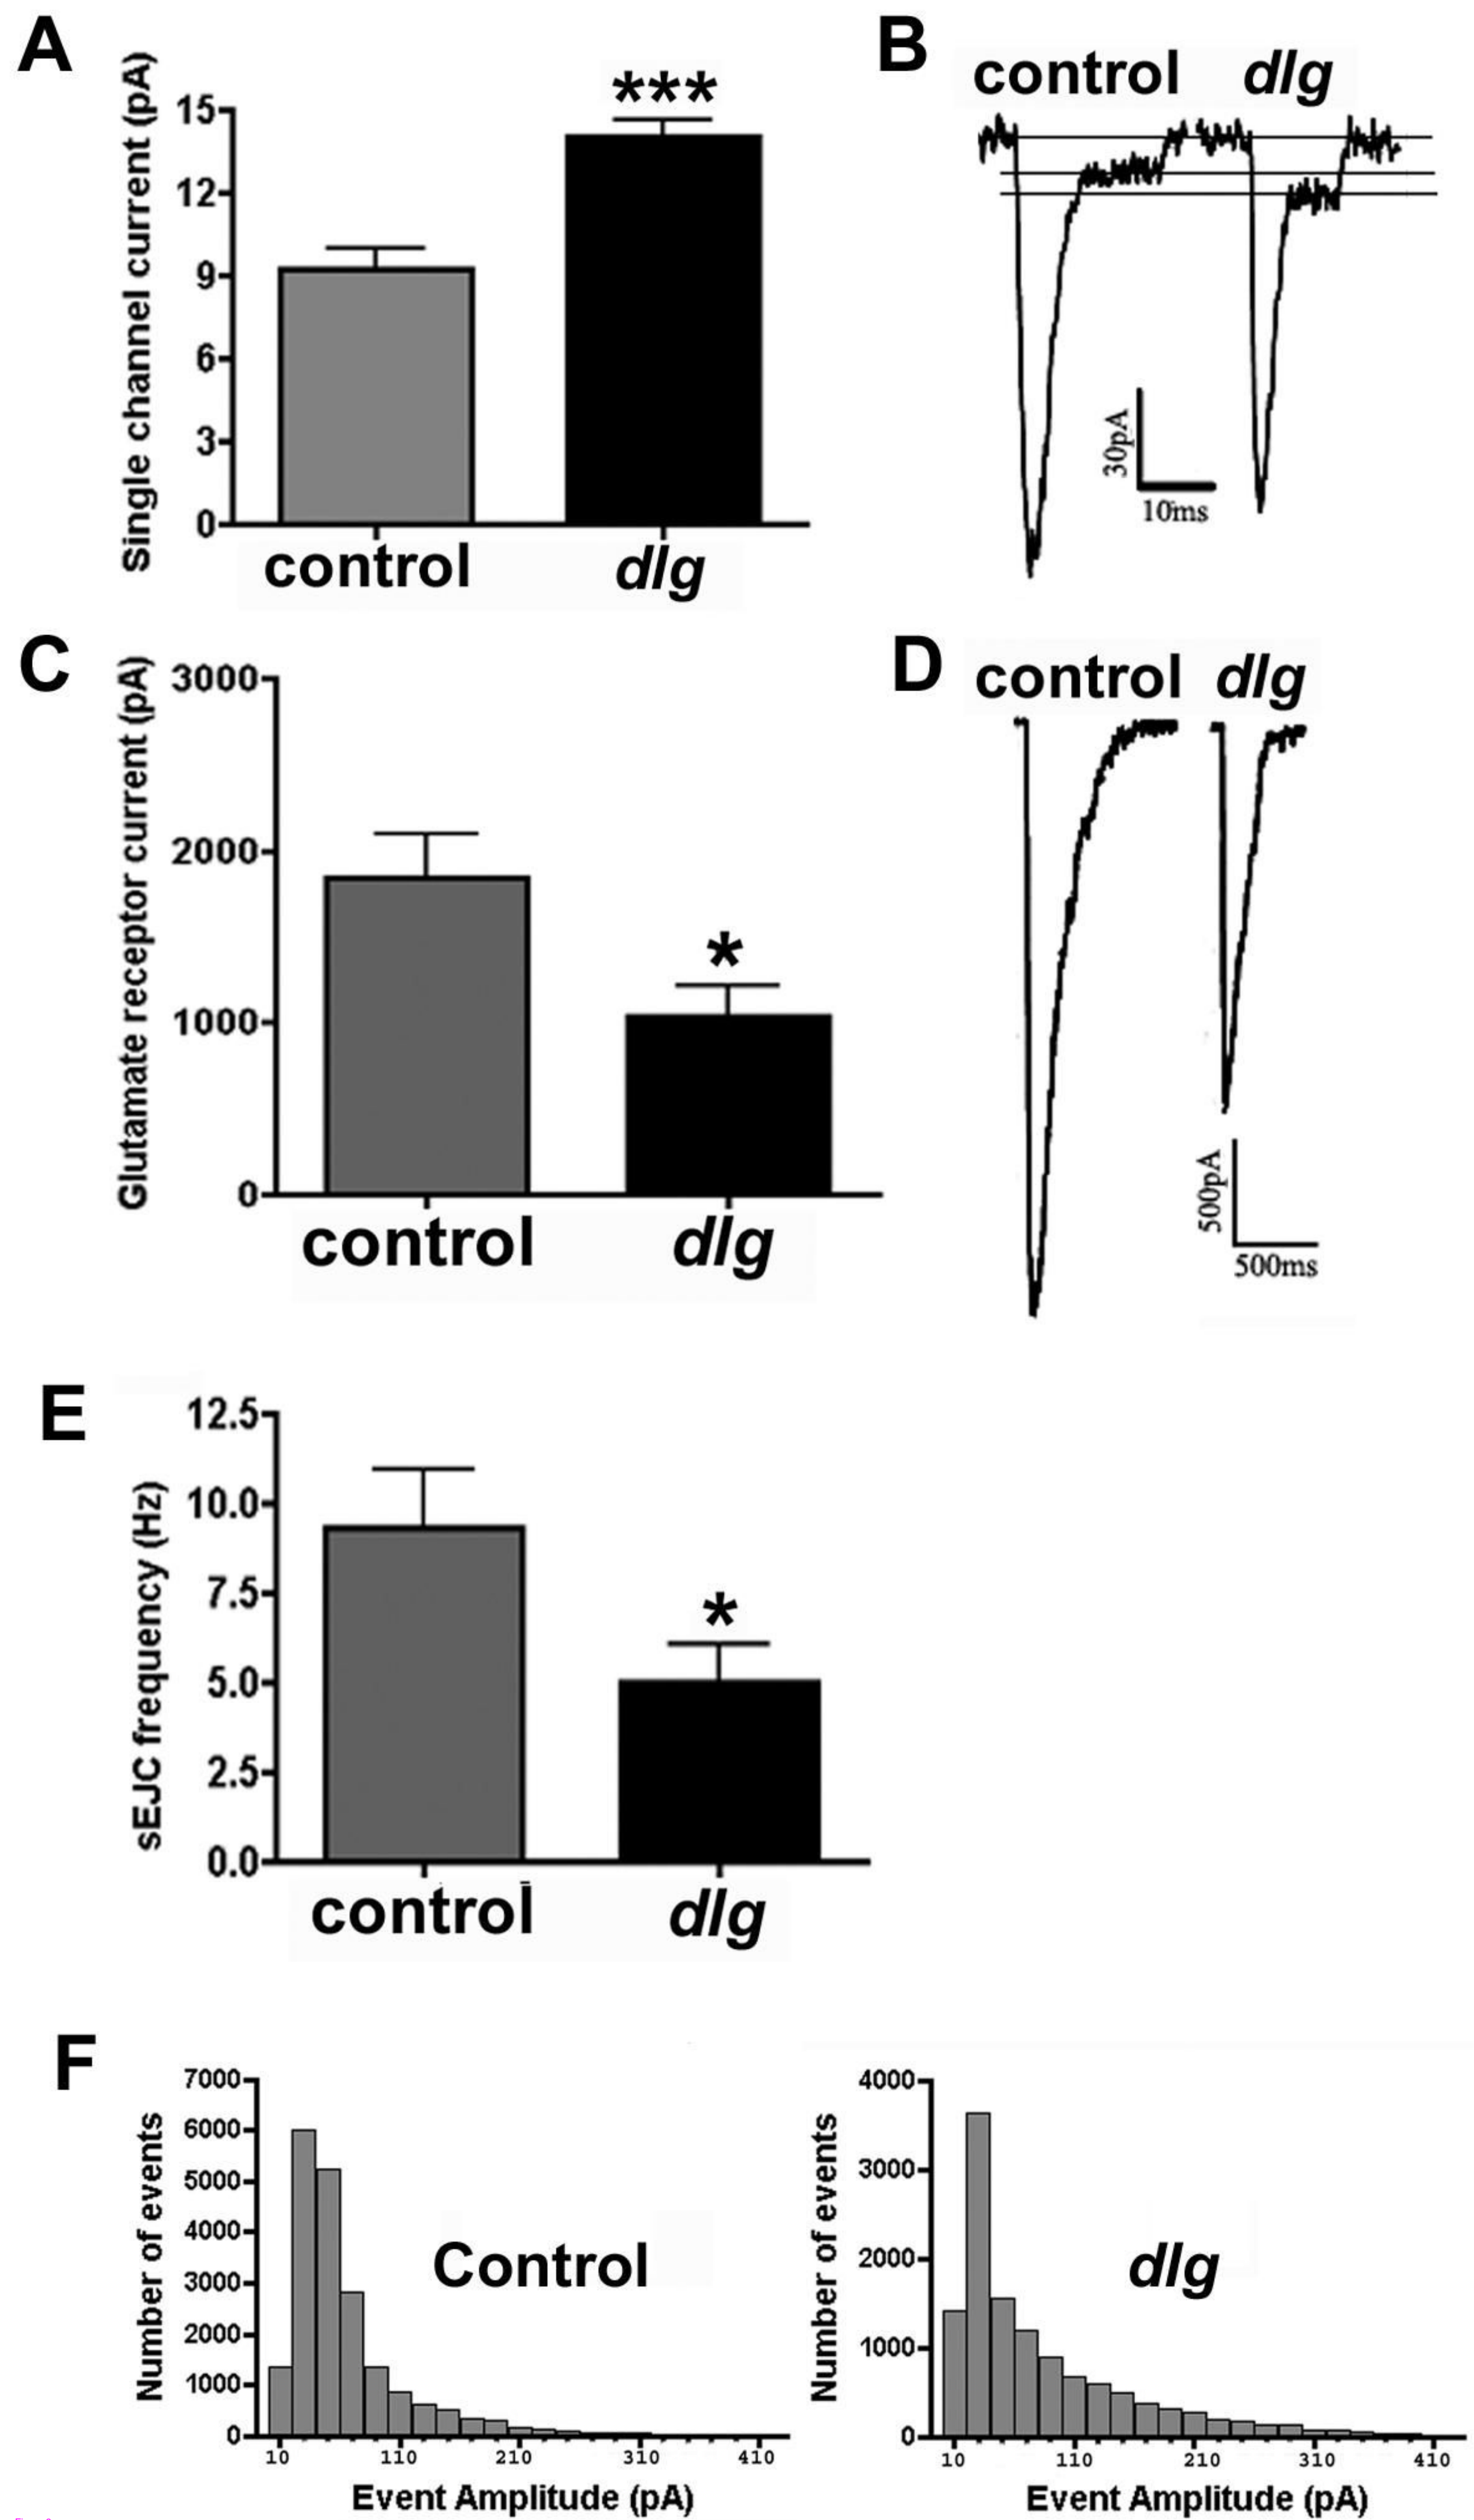 A
Single channel current (pA)
15
12
9
6
3
0
***
control
dlg
B
control dlg
30pA
10ms
C
Glutamate receptor current (pA)
3000
2000
1000
0
*
control
dlg
D
control dlg
500pA
500ms
E
sEJC frequency (Hz)
12.5
10.0
7.5
5.0
2.5
0.0
*
control
dlg
F
Number of events
7000
6000
5000
4000
3000
2000
1000
0
Control
10 110 210 310 410
Event Amplitude (pA)
Number of events
4000
3000
2000
1000
0
dlg
10 110 210 310 410
Event Amplitude (pA)